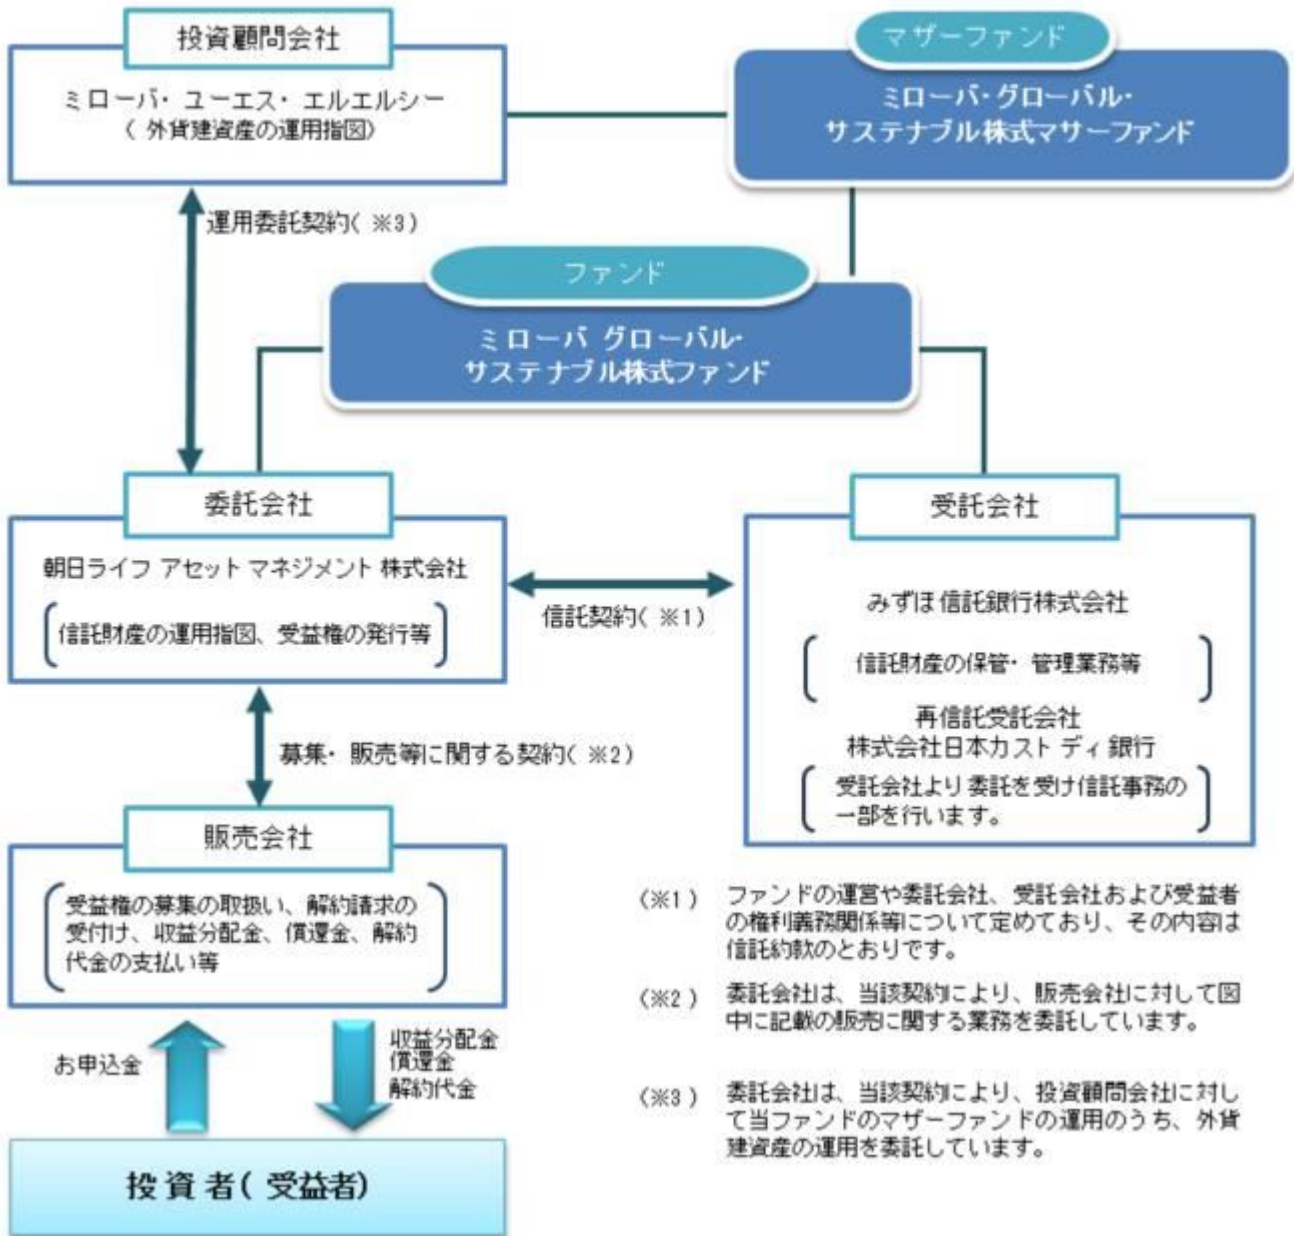 投資顧問会社
ミローバ・ユーエス・エルエルシー
( 外貨建資産の運用指図)
マザーファンド
ミローバ・グローバル・
サステナブル株式マザーファンド
運用委託契約( ※3)
ファンド
ミローバ グローバル・
サステナブル株式ファンド
委託会社
朝日ライフ アセット マネジメント 株式会社
信託財産の運用指図、受益権の発行等
信託契約( ※1)
受託会社
みずほ信託銀行株式会社
信託財産の保管・ 管理業務等
再信託受託会社
株式会社日本カストディ銀行
受託会社より委託を受け信託事務の
一部を行います。
募集・ 販売等に関する契約( ※2)
販売会社
受益権の募集の取扱い、解約請求の
受付け、収益分配金、償還金、解約
代金の支払い等
お申込金
収益分配金
償還金
解約代金
投資者( 受益者)
(※1) ファンドの運営や委託会社、受託会社および受益者
の権利義務関係等について定めており、その内容は
信託約款のとおりです。
(※2) 委託会社は、当該契約により、販売会社に対して図
中に記載の販売に関する業務を委託しています。
(※3) 委託会社は、当該契約により、投資顧問会社に対し
て当ファンドのマザーファンドの運用のうち、外貨
建資産の運用を委託しています。